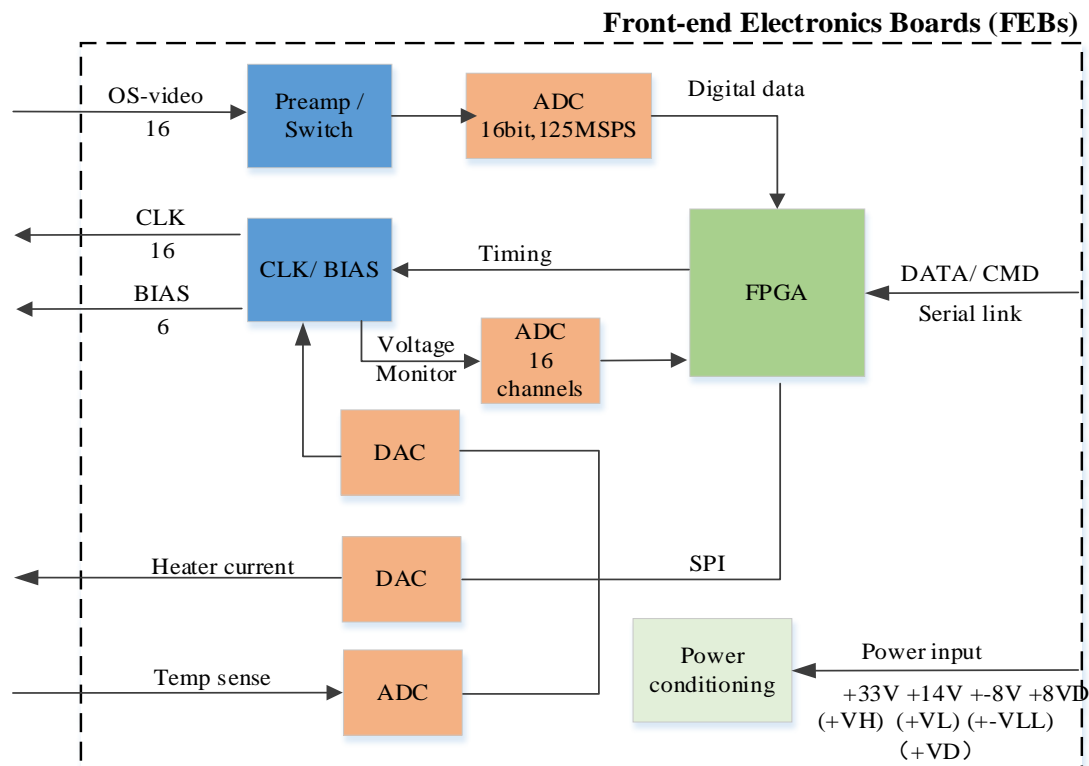 Front-end Electronics Boards (FEBs)
OS-video
16
Preamp /
Switch
ADC
16bit,125MSPS
Digital data
CLK
16
BIAS
6
CLK/ BIAS
Timing
FPGA
DATA/ CMD
Serial link
Voltage
Monitor
ADC
16
channels
DAC
Heater current
DAC
SPI
Temp sense
ADC
Power
conditioning
Power input
+33V +14V +-8V +8VD
(+VH) (+VL) (+-VLL)
（+VD）